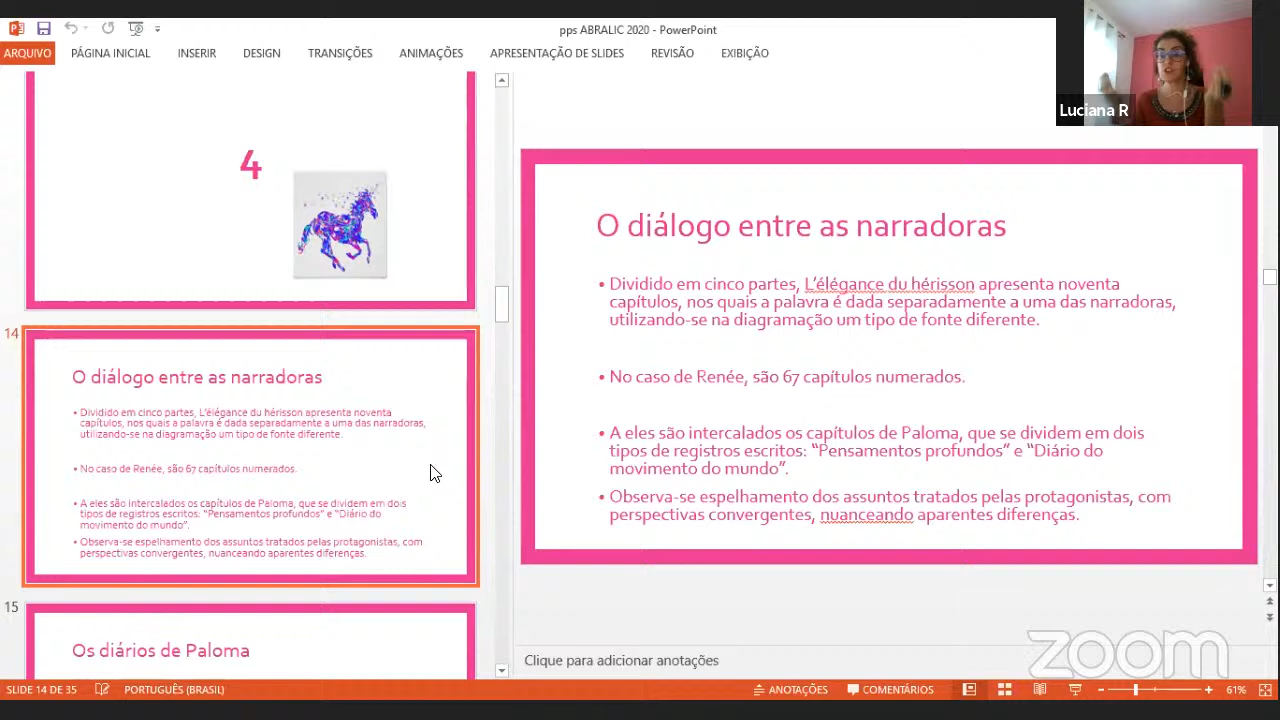 pps ABRALIC 2020 - PowerPoint
ARQUIVO PÁGINA INICIAL INSERIR DESIGN TRANSIÇÕES ANIMAÇÕES APRESENTAÇÃO DE SLIDES REVISÃO EXIBIÇÃO
Luciana R
4
14
O diálogo entre as narradoras
• Dividido em cinco partes, L'élégance du hérisson apresenta noventa
capítulos, nos quais a palavra é dada separadamente a uma das narradoras,
utilizando-se na diagramação um tipo de fonte diferente.
• No caso de Renée, são 67 capítulos numerados.
• A eles são intercalados os capítulos de Paloma, que se dividem em dois
tipos de registros escritos: "Pensamentos profundos" e "Diário do
movimento do mundo".
• Observa-se espelhamento dos assuntos tratados pelas protagonistas, com
perspectivas convergentes, nuanceando aparentes diferenças.
15
Os diários de Paloma
O diálogo entre as narradoras
• Dividido em cinco partes, L'élégance du hérisson apresenta noventa
capítulos, nos quais a palavra é dada separadamente a uma das narradoras,
utilizando-se na diagramação um tipo de fonte diferente.
• No caso de Renée, são 67 capítulos numerados.
• A eles são intercalados os capítulos de Paloma, que se dividem em dois
tipos de registros escritos: "Pensamentos profundos" e "Diário do
movimento do mundo".
• Observa-se espelhamento dos assuntos tratados pelas protagonistas, com
perspectivas convergentes, nuanceando aparentes diferenças.
Clique para adicionar anotações
zoom
SLIDE 14 DE 35 PORTUGUÊS (BRASIL) ANOTAÇÕES COMENTÁRIOS 61%